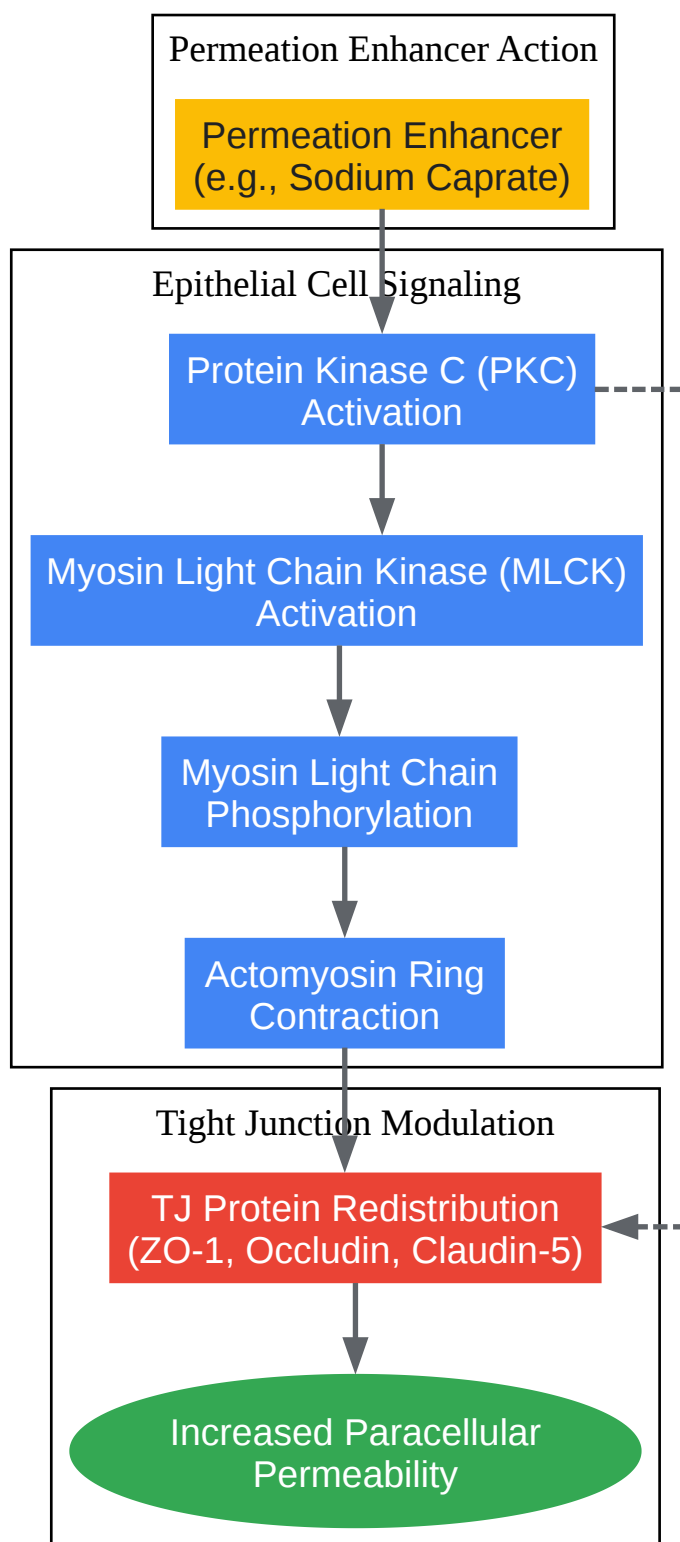 Permeation Enhancer Action
Permeation Enhancer
(e.g., Sodium Caprate)
Epithelial Cell Signaling
Protein Kinase C (PKC)
Activation
Myosin Light Chain Kinase (MLCK)
Activation
Myosin Light Chain
Phosphorylation
Actomyosin Ring
Contraction
Tight Junction Modulation
TJ Protein Redistribution
(ZO-1, Occludin, Claudin-5)
Increased Paracellular
Permeability